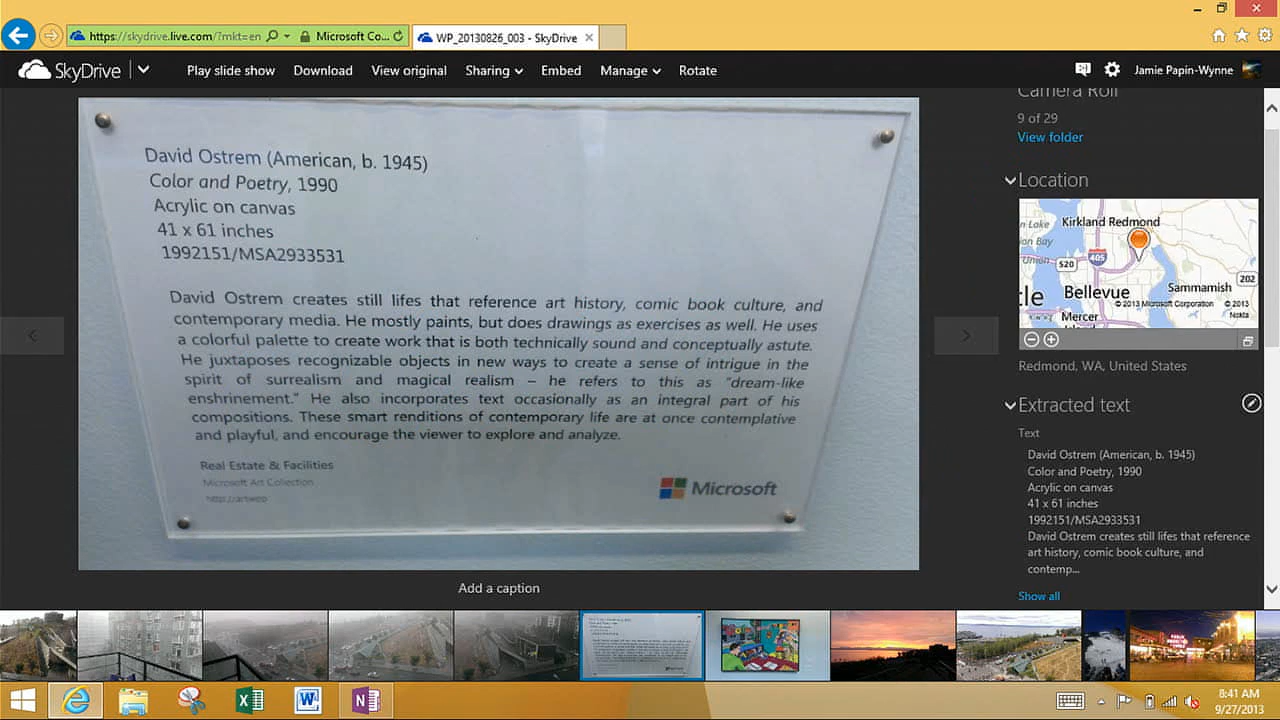 https://skydrive.live.com/?mkt=en
Microsoft Co...
WP_20130826_003 - SkyDrive
SkyDrive
Play slide show
Download
View original
Sharing
Embed
Manage
Rotate
Jamie Papin-Wynne
David Ostrem (American, b. 1945)
Color and Poetry, 1990
Acrylic on canvas
41 x 61 inches
1992151/MSA2933531
David Ostrem creates still lifes that reference art history, comic book culture, and
contemporary media. He mostly paints, but does drawings as exercises as well. He uses
a colorful palette to create work that is both technically sound and conceptually astute.
He juxtaposes recognizable objects in new ways to create a sense of intrigue in the
spirit of surrealism and magical realism – he refers to this as "dream-like
enshrinement." He also incorporates text occasionally as an integral part of his
compositions. These smart renditions of contemporary life are at once contemplative
and playful, and encourage the viewer to explore and analyze.
Real Estate & Facilities
Microsoft Art Collection
http://artweb
Microsoft
Add a caption
Camera Roll
9 of 29
View folder
Location
Kirkland Redmond
on Lake
on Bay
Union
520
405
202
Sammamish
tle
Bellevue
© 2013 Microsoft Corporation © 2013 Nokia
Mercer
Redmond, WA, United States
Extracted text
Text
David Ostrem (American, b. 1945)
Color and Poetry, 1990
Acrylic on canvas
41 x 61 inches
1992151/MSA2933531
David Ostrem creates still lifes that reference
art history, comic book culture, and
contemp...
Show all
8:41 AM
9/27/2013